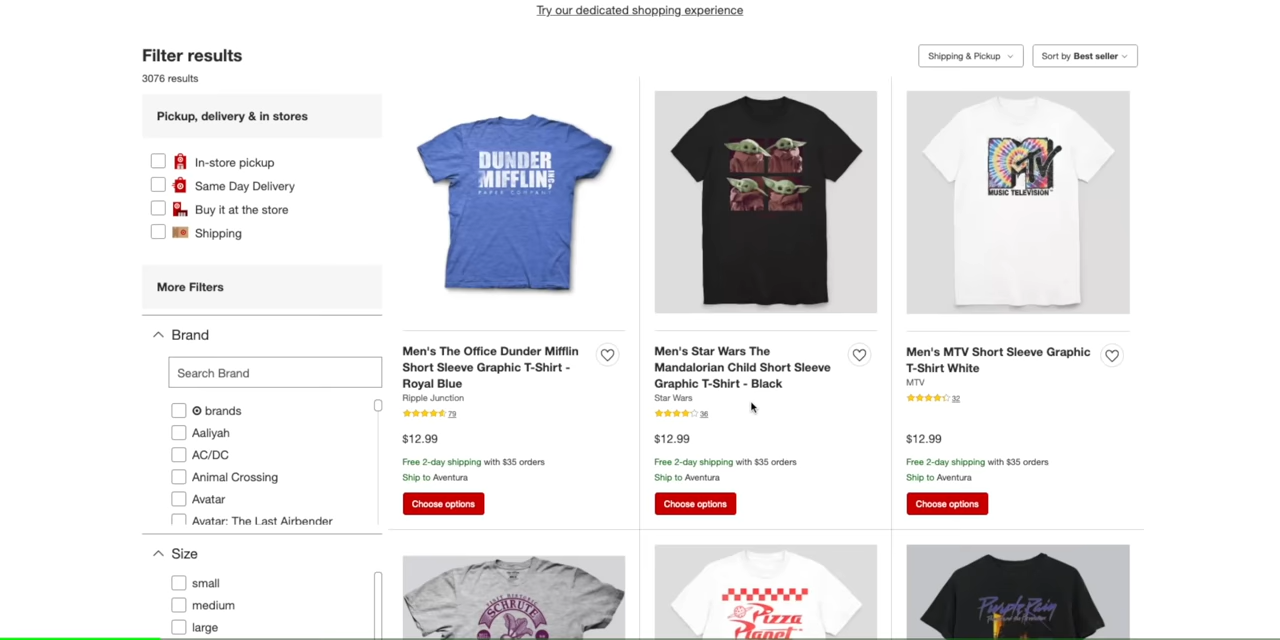 Try our dedicated shopping experience
Filter results
3076 results
Shipping & Pickup
Sort by Best seller
Pickup, delivery & in stores
In-store pickup
Same Day Delivery
Buy it at the store
Shipping
More Filters
Brand
Search Brand
brands
Aaliyah
AC/DC
Animal Crossing
Avatar
Avatar: The Last Airbender
Size
small
medium
large
DUNDER
MIFFLIN
PAPER COMPANY
Men's The Office Dunder Mifflin
Short Sleeve Graphic T-Shirt -
Royal Blue
Ripple Junction
79
$12.99
Free 2-day shipping with $35 orders
Ship to Aventura
Choose options
Men's Star Wars The
Mandalorian Child Short Sleeve
Graphic T-Shirt - Black
Star Wars
36
$12.99
Free 2-day shipping with $35 orders
Ship to Aventura
Choose options
MTV
MUSIC TELEVISION
Men's MTV Short Sleeve Graphic
T-Shirt White
MTV
32
$12.99
Free 2-day shipping with $35 orders
Ship to Aventura
Choose options
SCHRUTE
Pizza
Planet
Purple Rain